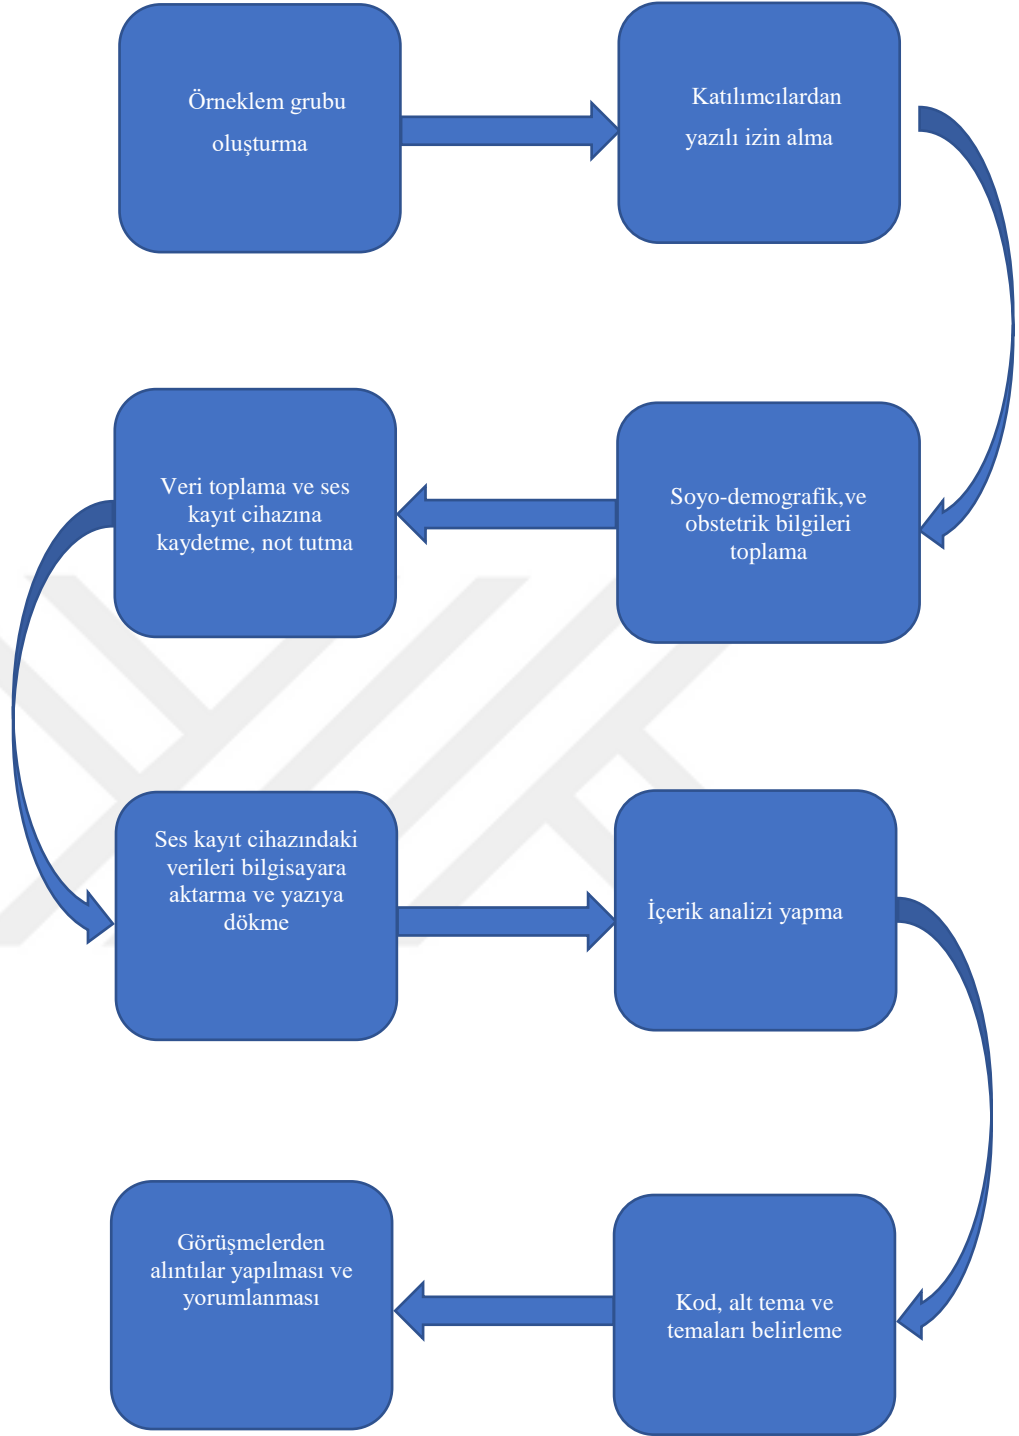 Örneklem grubu
oluşturma
Katılımcılardan
yazılı izin alma
Soyo-demografik,ve
obstetrik bilgileri
toplama
Veri toplama ve ses
kayıt cihazına
kaydetme, not tutma
Ses kayıt cihazındaki
verileri bilgisayara
aktarma ve yazıya
dökme
İçerik analizi yapma
Kod, alt tema ve
temaları belirleme
Görüşmelerden
alıntılar yapılması ve
yorumlanması